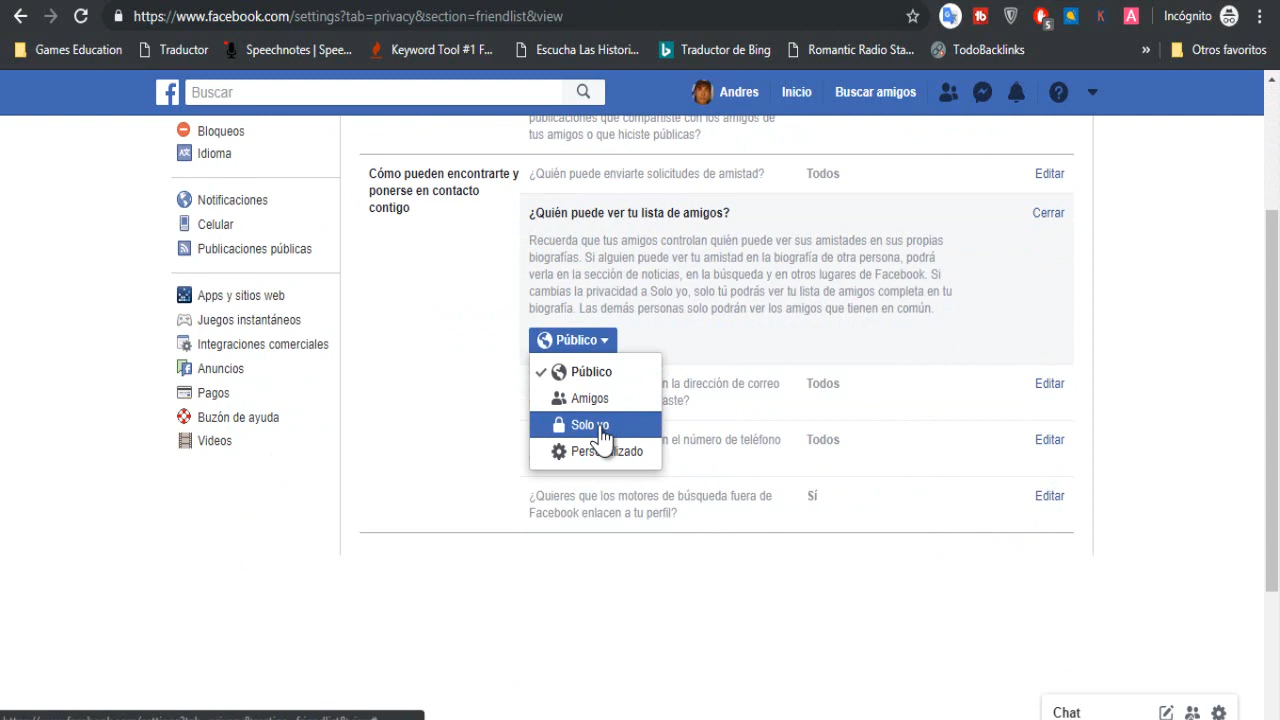 https://www.facebook.com/settings?tab=privacy&section=friendlist&view
5
K
A
Incógnito
Games Education
Traductor
Speechnotes | Spee...
Keyword Tool #1 F...
Escucha Las Histori...
Traductor de Bing
Romantic Radio Sta...
TodoBacklinks
»
Otros favoritos
Buscar
Andres
Inicio
Buscar amigos
Bloqueos
Idioma
Notificaciones
Celular
Publicaciones públicas
Apps y sitios web
Juegos instantáneos
Integraciones comerciales
Anuncios
Pagos
Buzón de ayuda
Videos
publicaciones que compartiste con los amigos de
tus amigos o que hiciste públicas?
Cómo pueden encontrarte y
ponerse en contacto
contigo
¿Quién puede enviarte solicitudes de amistad?
Todos
Editar
¿Quién puede ver tu lista de amigos?
Cerrar
Recuerda que tus amigos controlan quién puede ver sus amistades en sus propias
biografías. Si alguien puede ver tu amistad en la biografía de otra persona, podrá
verla en la sección de noticias, en la búsqueda y en otros lugares de Facebook. Si
cambias la privacidad a Solo yo, solo tú podrás ver tu lista de amigos completa en tu
biografía. Las demás personas solo podrán ver los amigos que tienen en común.
Público
Público
Amigos
Solo yo
Personalizado
n la dirección de correo
aste?
Todos
Editar
n el número de teléfono
Todos
Editar
¿Quieres que los motores de búsqueda fuera de
Facebook enlacen a tu perfil?
Sí
Editar
Chat